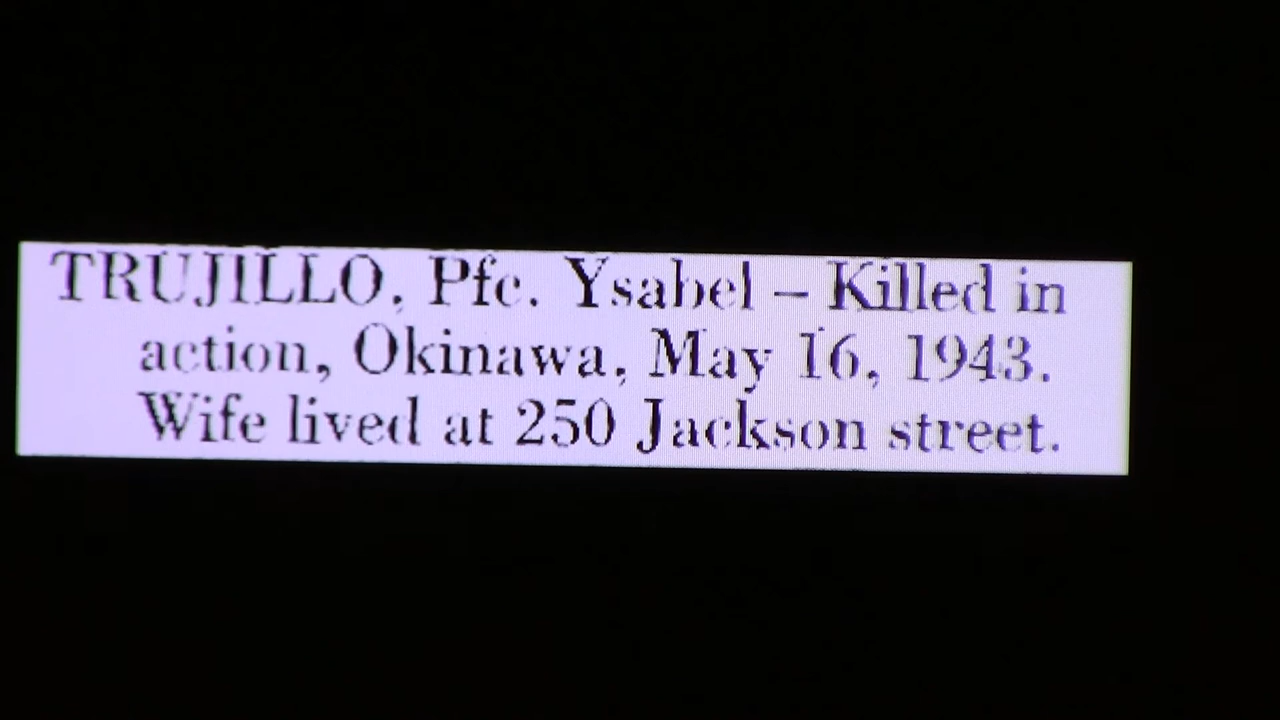 TRUJILLO, Pfc. Ysabel – Killed in
action, Okinawa, May 16, 1943.
Wife lived at 250 Jackson street.